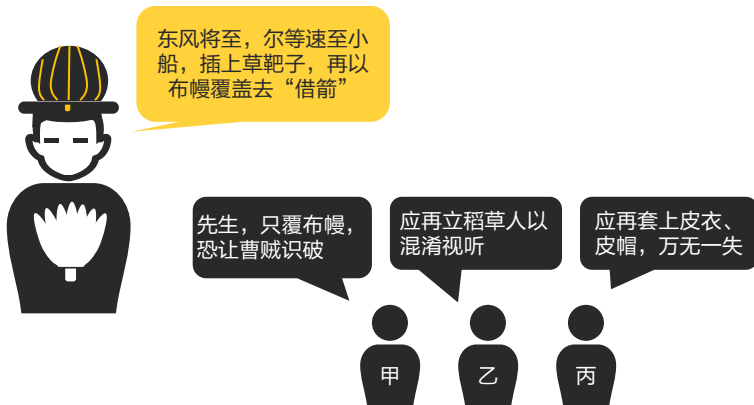 东风将至，尔等速至小
船，插上草靶子，再以
布幔覆盖去“借箭”
先生，只覆布幔，
恐让曹贼识破
应再立稻草人以
混淆视听
应再套上皮衣、
皮帽，万无一失
甲
乙
丙